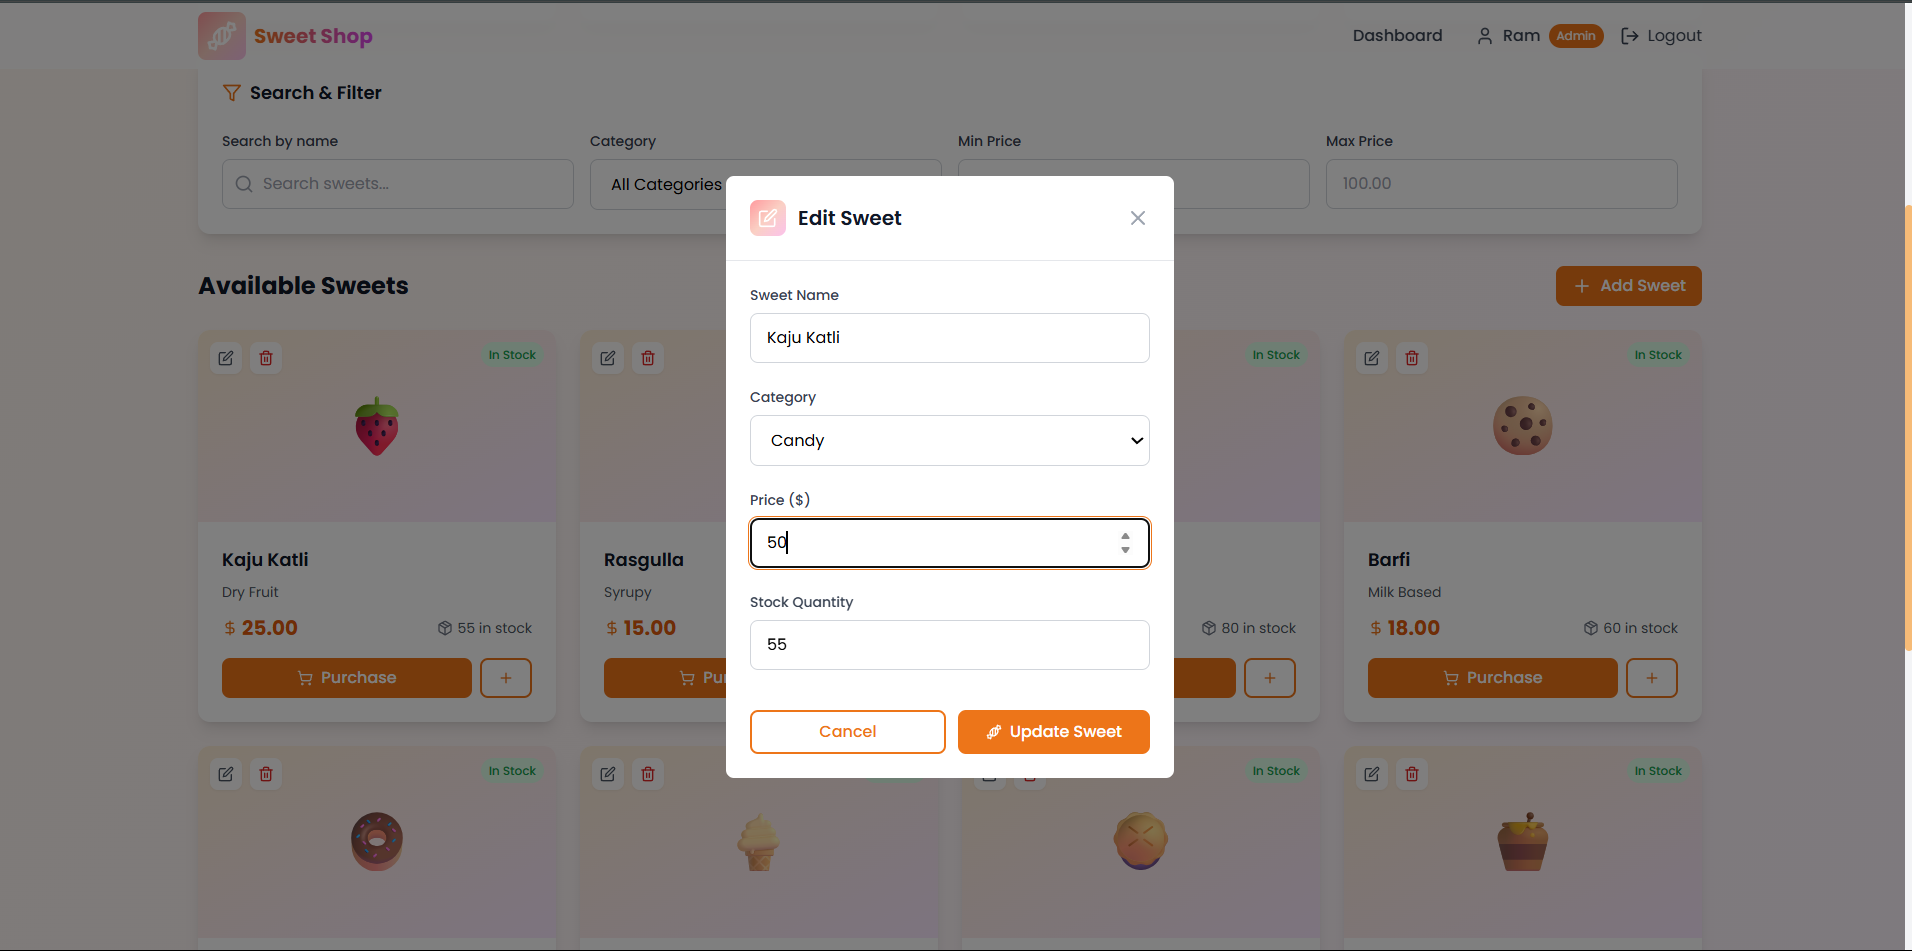 Sweet Shop
Dashboard
Ram
Admin
Logout
Search & Filter
Search by name
Category
Min Price
Max Price
Search sweets...
All Categories
100.00
Available Sweets
Add Sweet
In Stock
In Stock
In Stock
Kaju Katli
Dry Fruit
$ 25.00
55 in stock
Purchase
+
Rasgulla
Syrupy
$ 15.00
80 in stock
+
Barfi
Milk Based
$ 18.00
60 in stock
Purchase
+
In Stock
In Stock
In Stock
Edit Sweet
Sweet Name
Kaju Katli
Category
Candy
Price ($)
50
Stock Quantity
55
Cancel
Update Sweet